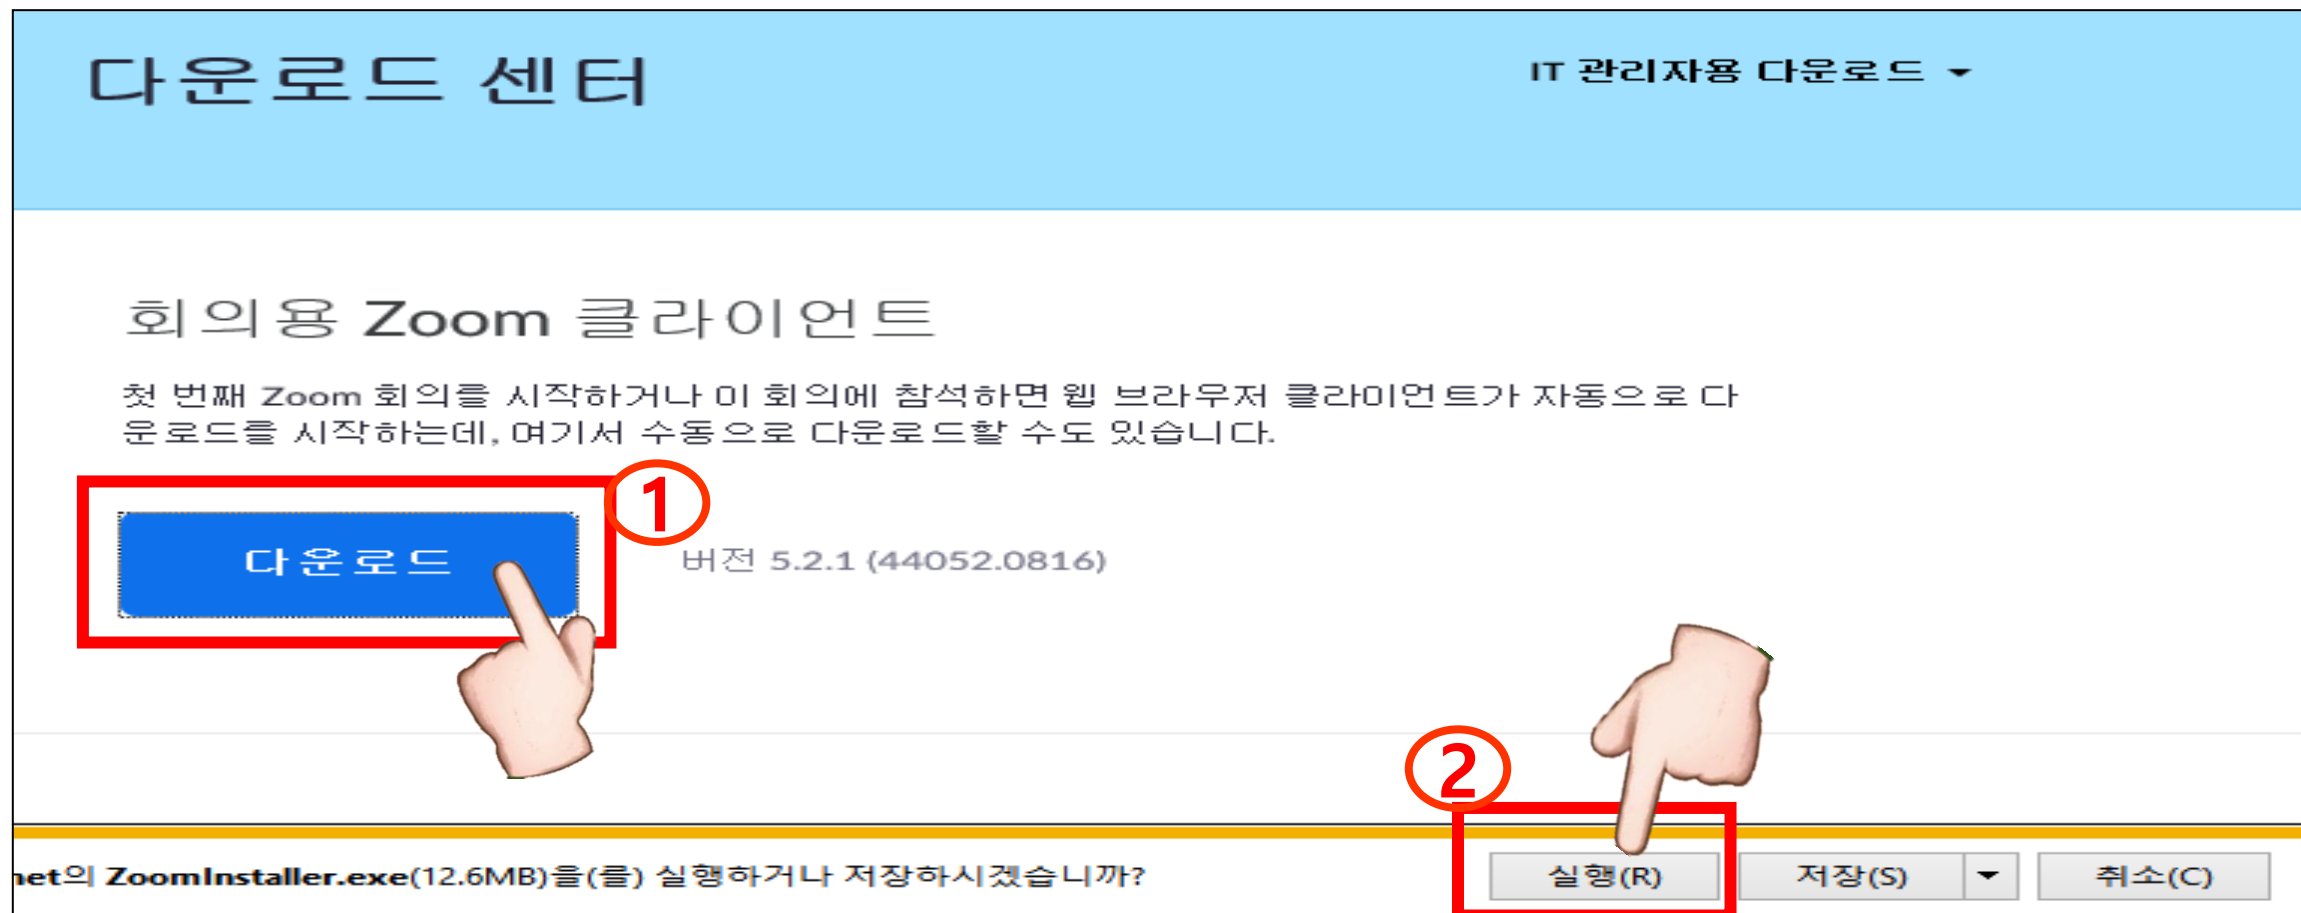 다운로드 센터
IT 관리자용 다운로드
회의용 Zoom 클라이언트
첫 번째 Zoom 회의를 시작하거나 이 회의에 참석하면 웹 브라우저 클라이언트가 자동으로 다
운로드를 시작하는데, 여기서 수동으로 다운로드할 수도 있습니다.
①
다운로드
버전 5.2.1 (44052.0816)
②
net의 ZoomInstaller.exe(12.6MB)을(를) 실행하거나 저장하시겠습니까?
실행(R)
저장(S)
취소(C)